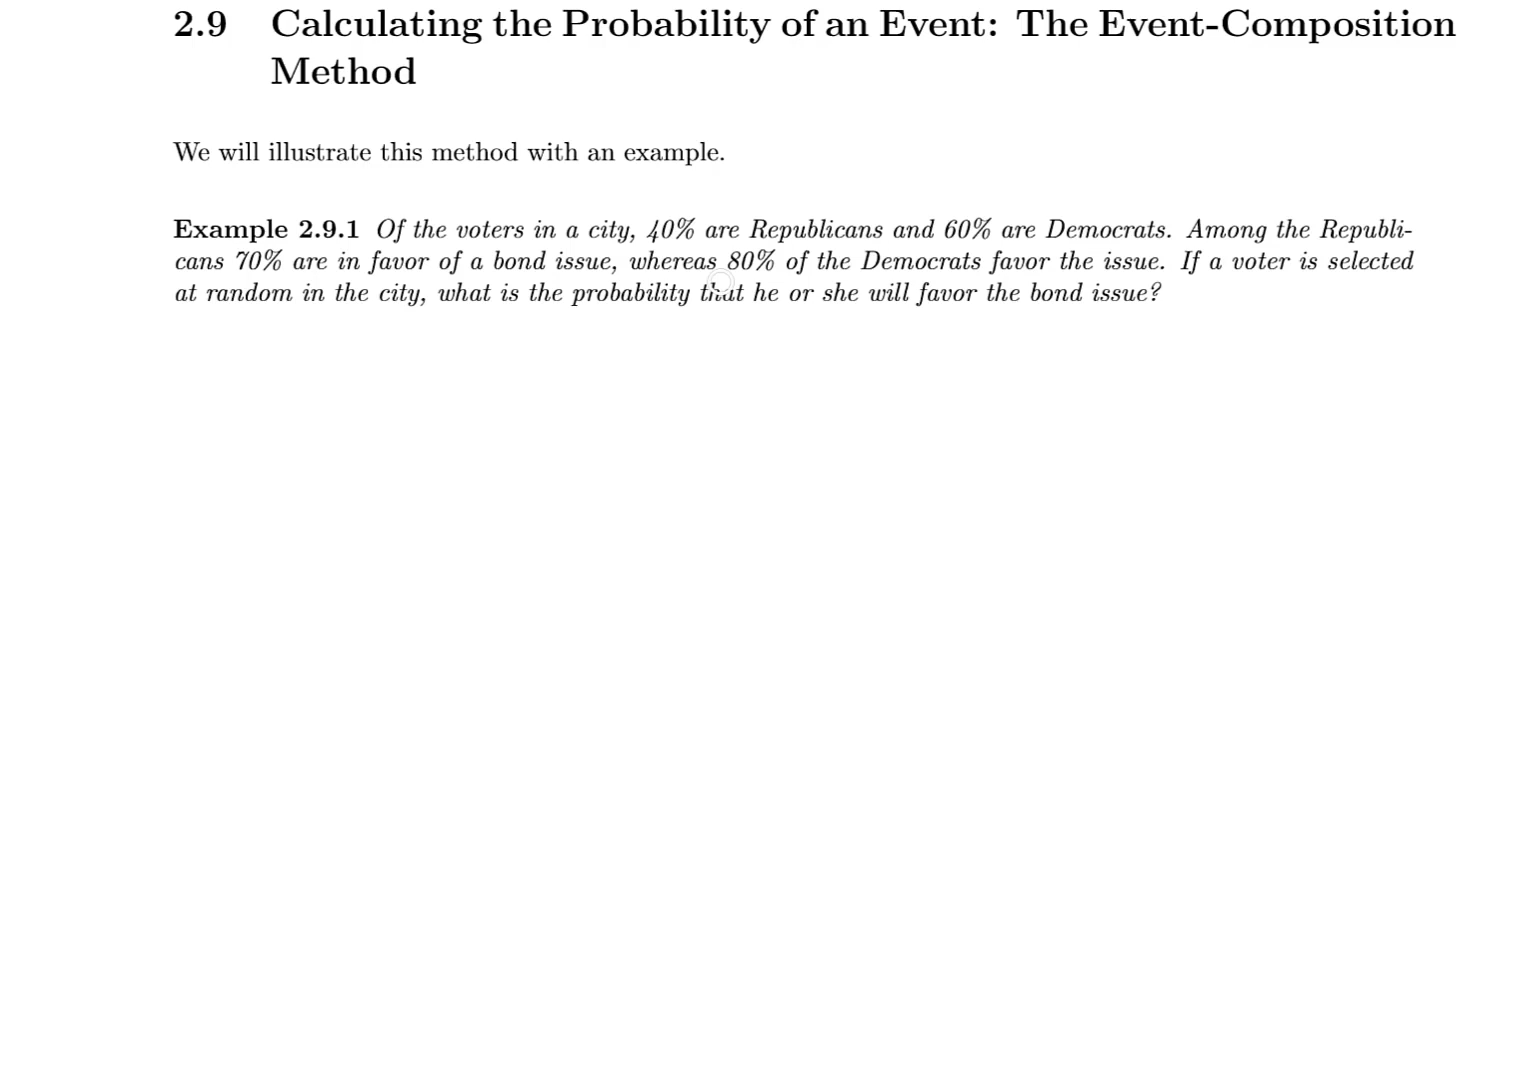 2.9 Calculating the Probability of an Event: The Event-Composition
Method
We will illustrate this method with an example.
Example 2.9.1 Of the voters in a city, 40% are Republicans and 60% are Democrats. Among the Republi-
cans 70% are in favor of a bond issue, whereas 80% of the Democrats favor the issue. If a voter is selected
at random in the city, what is the probability that he or she will favor the bond issue?